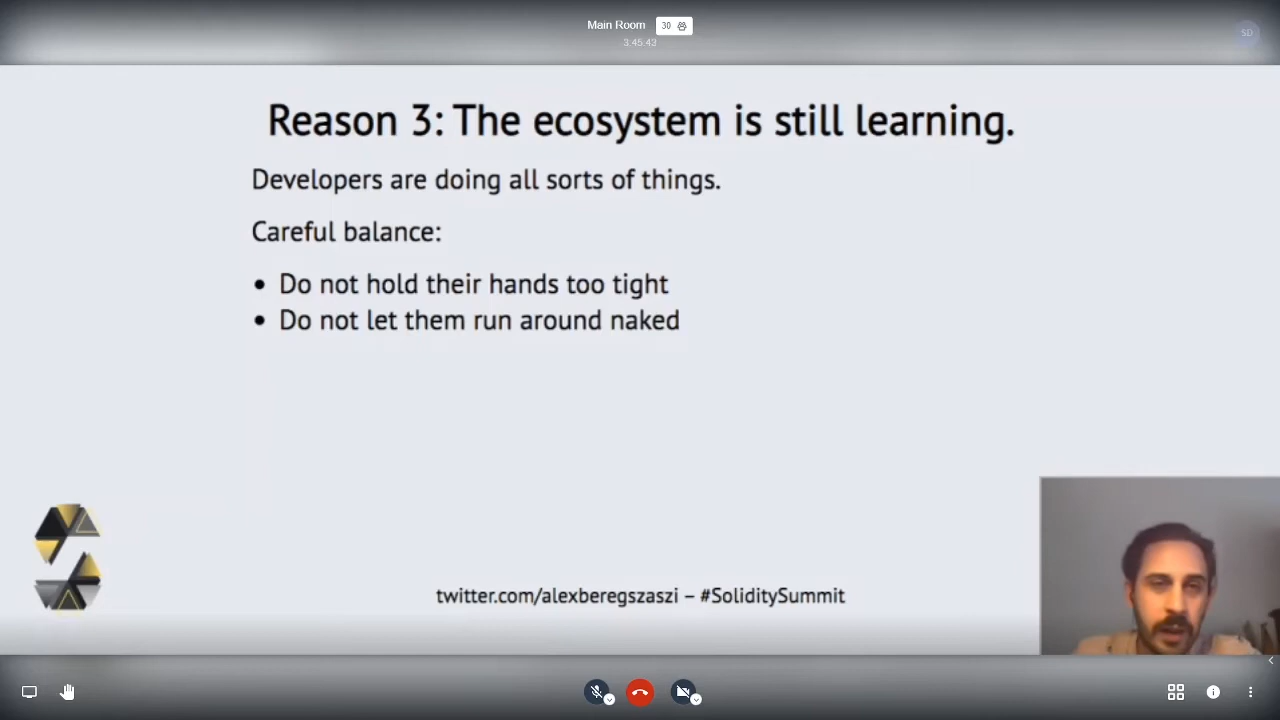 Main Room 30
3:45:43
SD
Reason 3: The ecosystem is still learning.
Developers are doing all sorts of things.
Careful balance:
• Do not hold their hands too tight
• Do not let them run around naked
twitter.com/alexberegszaszi – #SoliditySummit